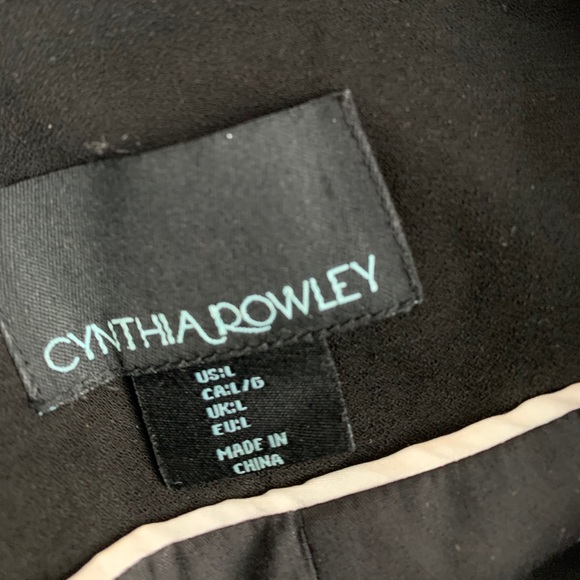 CYNTHIA ROWLEY
US:L
CA:L/G
UK:L
EU:L
MADE IN
CHINA